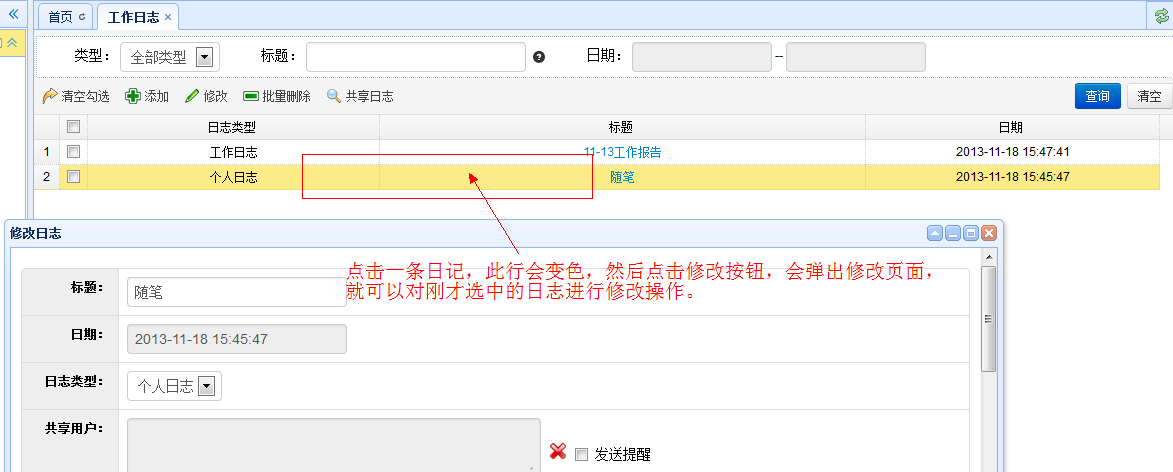 首页
工作日志
类型： 全部类型 标题： 日期： --
清空勾选 添加 修改 批量删除 共享日志 查询 清空
日志类型 标题 日期
1 工作日志 11-13工作报告 2013-11-18 15:47:41
2 个人日志 随笔 2013-11-18 15:45:47
修改日志
点击一条日记，此行会变色，然后点击修改按钮，会弹出修改页面，
就可以对刚才选中的日志进行修改操作。
标题： 随笔
日期： 2013-11-18 15:45:47
日志类型： 个人日志
共享用户： 发送提醒